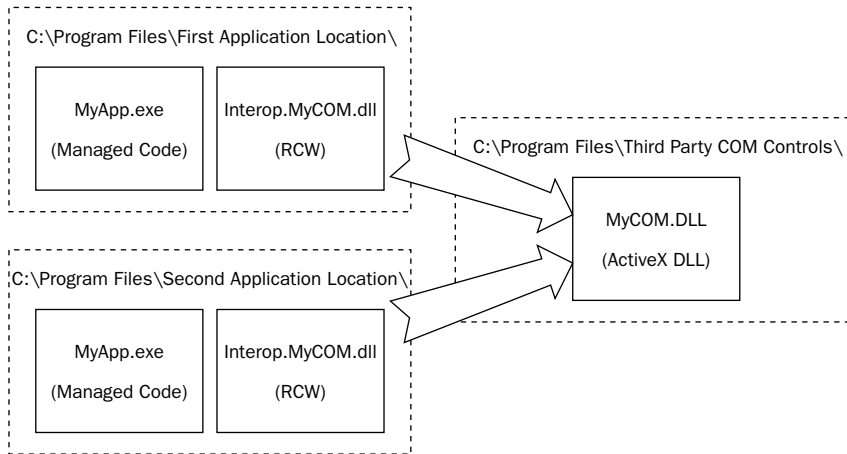 C:\Program Files\First Application Location\
MyApp.exe
(Managed Code)
Interop.MyCOM.dll
(RCW)
C:\Program Files\Third Party COM Controls\
MyCOM.DLL
(ActiveX DLL)
C:\Program Files\Second Application Location\
MyApp.exe
(Managed Code)
Interop.MyCOM.dll
(RCW)